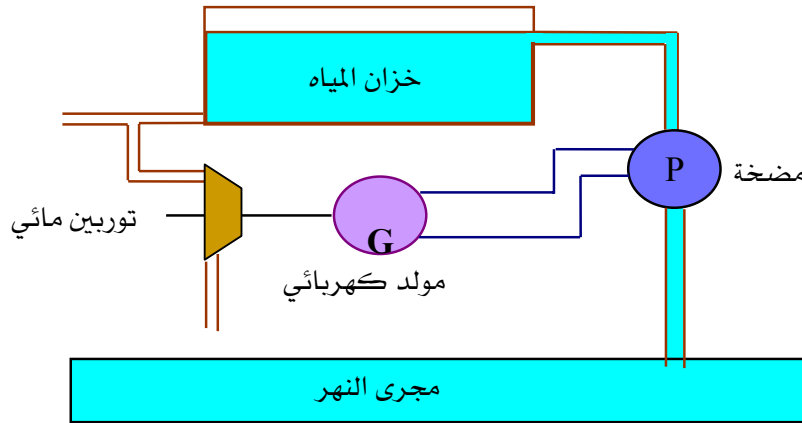 خزان المياه
P
مضخة
توربين مائي
G
مولد كهربائي
مجرى النهر